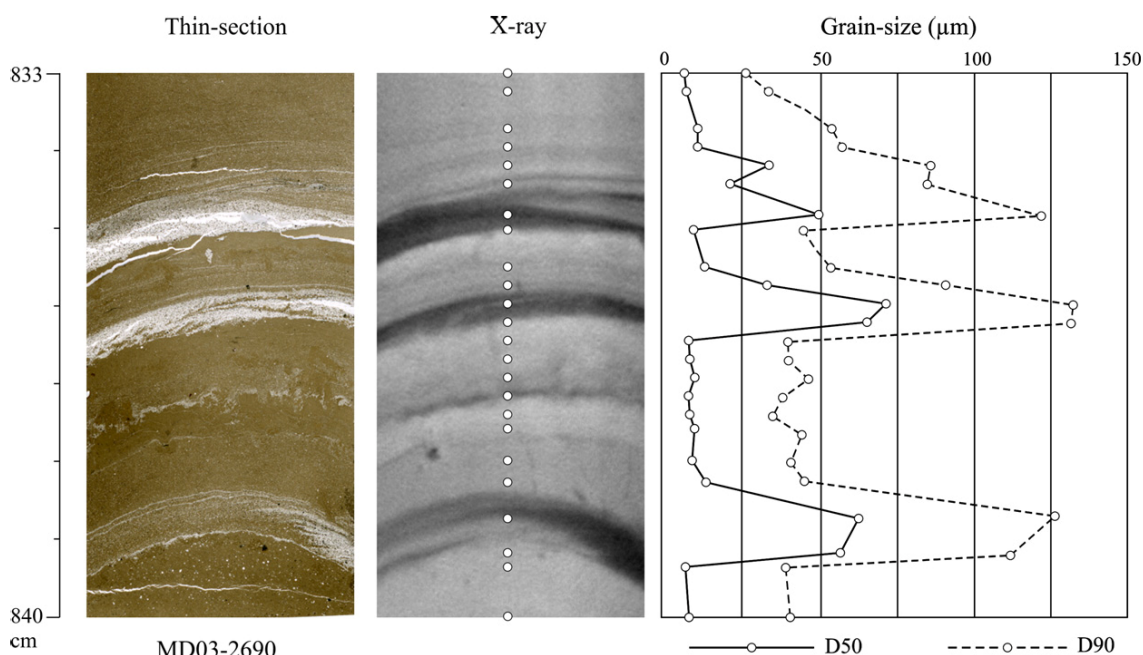 Thin-section
X-ray
Grain-size (µm)
0 50 100 150
833
840
cm
MD03-2690
D50
D90